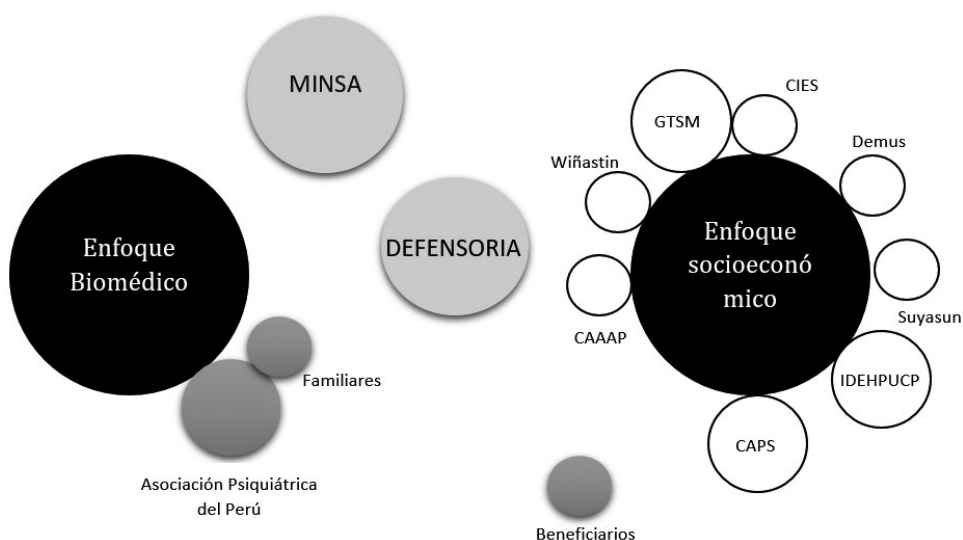 MINSA
CIES
GTSM
Demus
Wiñastin
Enfoque
Biomédico
DEFENSORIA
Enfoque
socioeconó
mico
Suyasun
CAAAP
Familiares
IDEHPUCP
CAPS
Asociación Psiquiátrica
del Perú
Beneficiarios